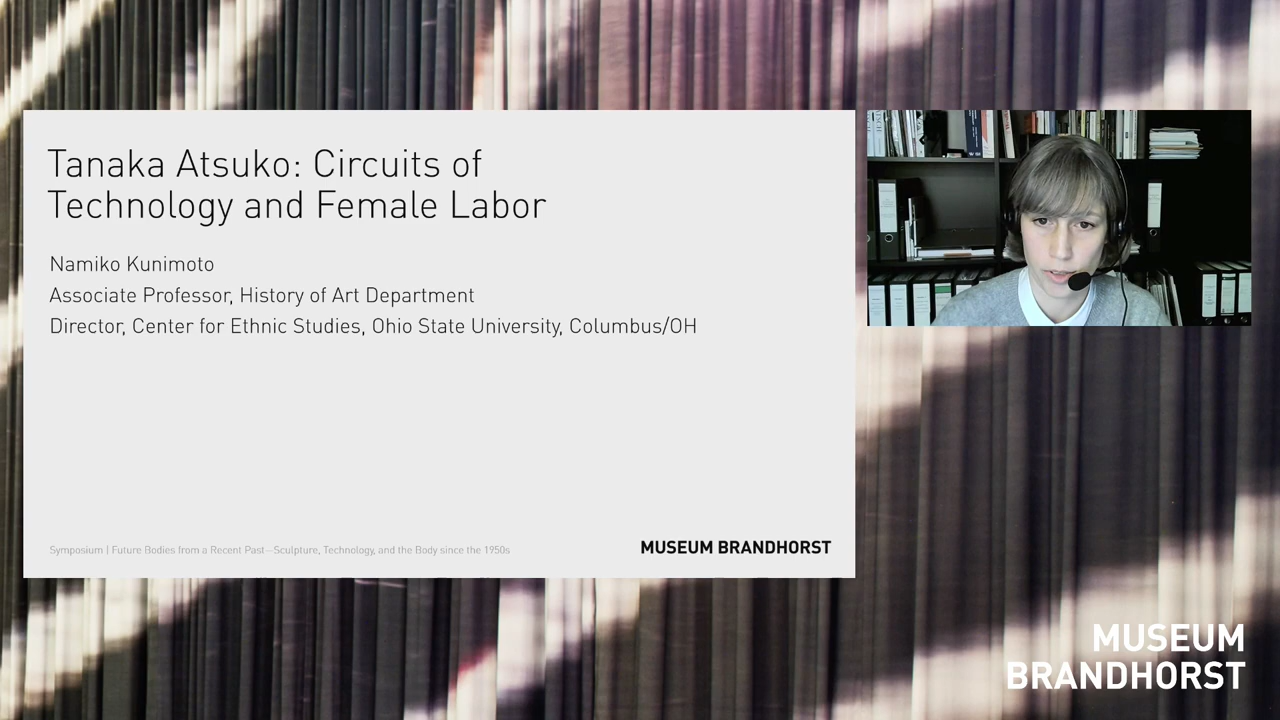 Tanaka Atsuko: Circuits of
Technology and Female Labor
Namiko Kunimoto
Associate Professor, History of Art Department
Director, Center for Ethnic Studies, Ohio State University, Columbus/OH
Symposium | Future Bodies from a Recent Past—Sculpture, Technology, and the Body since the 1950s
MUSEUM BRANDHORST
MUSEUM
BRANDHORST